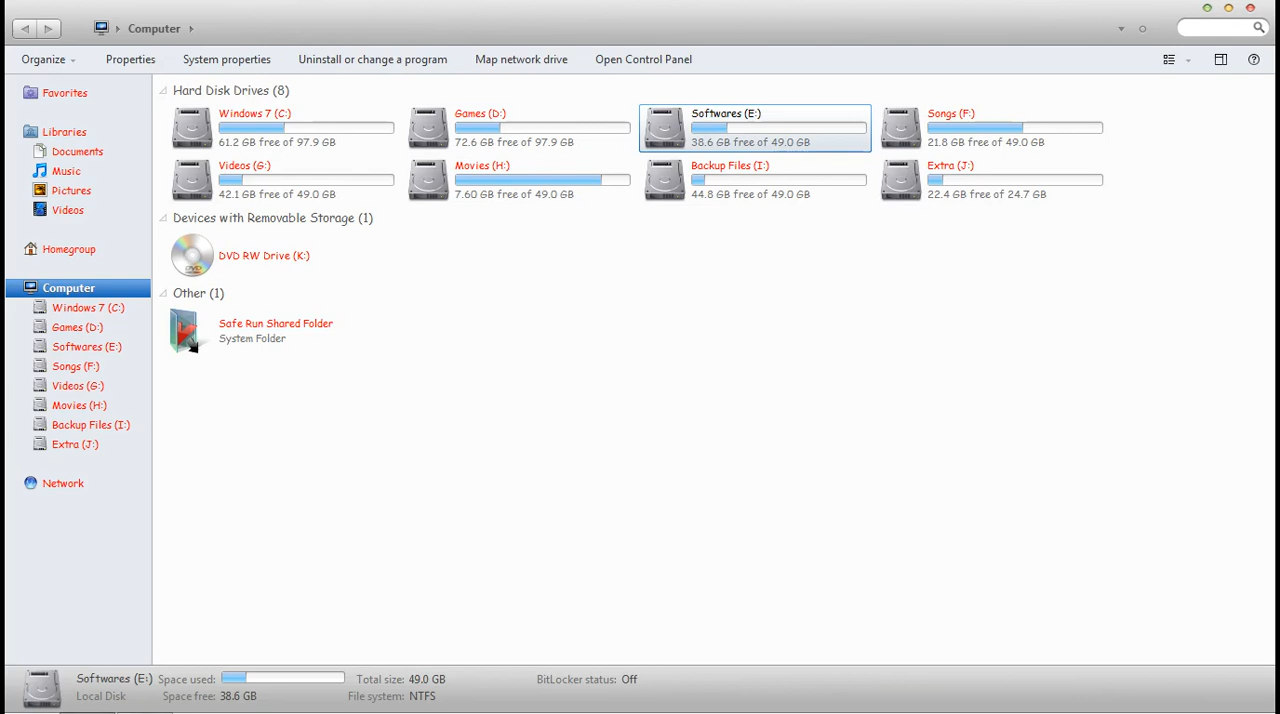 Computer
Organize
Properties
System properties
Uninstall or change a program
Map network drive
Open Control Panel
Favorites
Libraries
Documents
Music
Pictures
Videos
Homegroup
Computer
Windows 7 (C:)
Games (D:)
Softwares (E:)
Songs (F:)
Videos (G:)
Movies (H:)
Backup Files (I:)
Extra (J:)
Network
Hard Disk Drives (8)
Windows 7 (C:)
61.2 GB free of 97.9 GB
Games (D:)
72.6 GB free of 97.9 GB
Softwares (E:)
38.6 GB free of 49.0 GB
Songs (F:)
21.8 GB free of 49.0 GB
Videos (G:)
42.1 GB free of 49.0 GB
Movies (H:)
7.60 GB free of 49.0 GB
Backup Files (I:)
44.8 GB free of 49.0 GB
Extra (J:)
22.4 GB free of 24.7 GB
Devices with Removable Storage (1)
DVD
DVD RW Drive (K:)
Other (1)
Safe Run Shared Folder
System Folder
Softwares (E:) Space used: Total size: 49.0 GB BitLocker status: Off
Local Disk Space free: 38.6 GB File system: NTFS